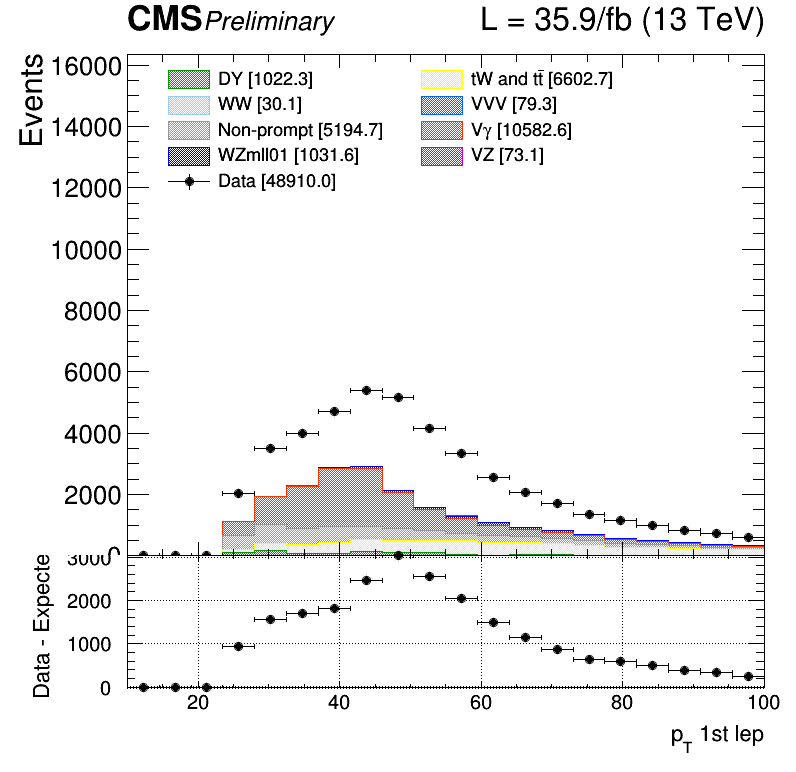 CMS Preliminary L = 35.9/fb (13 TeV)
Events
16000
14000
12000
10000
8000
6000
4000
2000
0
DY [1022.3]
WW [30.1]
Non-prompt [5194.7]
WZmll01 [1031.6]
Data [48910.0]
tW and tt̄ [6602.7]
VVV [79.3]
Vγ [10582.6]
VZ [73.1]
Data - Expecte
3000
2000
1000
0
20 40 60 80 100
p_T 1st lep